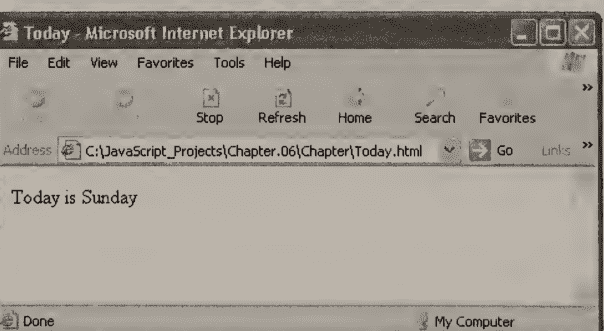 Today - Microsoft Internet Explorer
File Edit View Favorites Tools Help
»
Stop Refresh Home Search Favorites
Address C:\JavaScript_Projects\Chapter.06\Chapter\Today.html Go Links »
Today is Sunday
Done My Computer